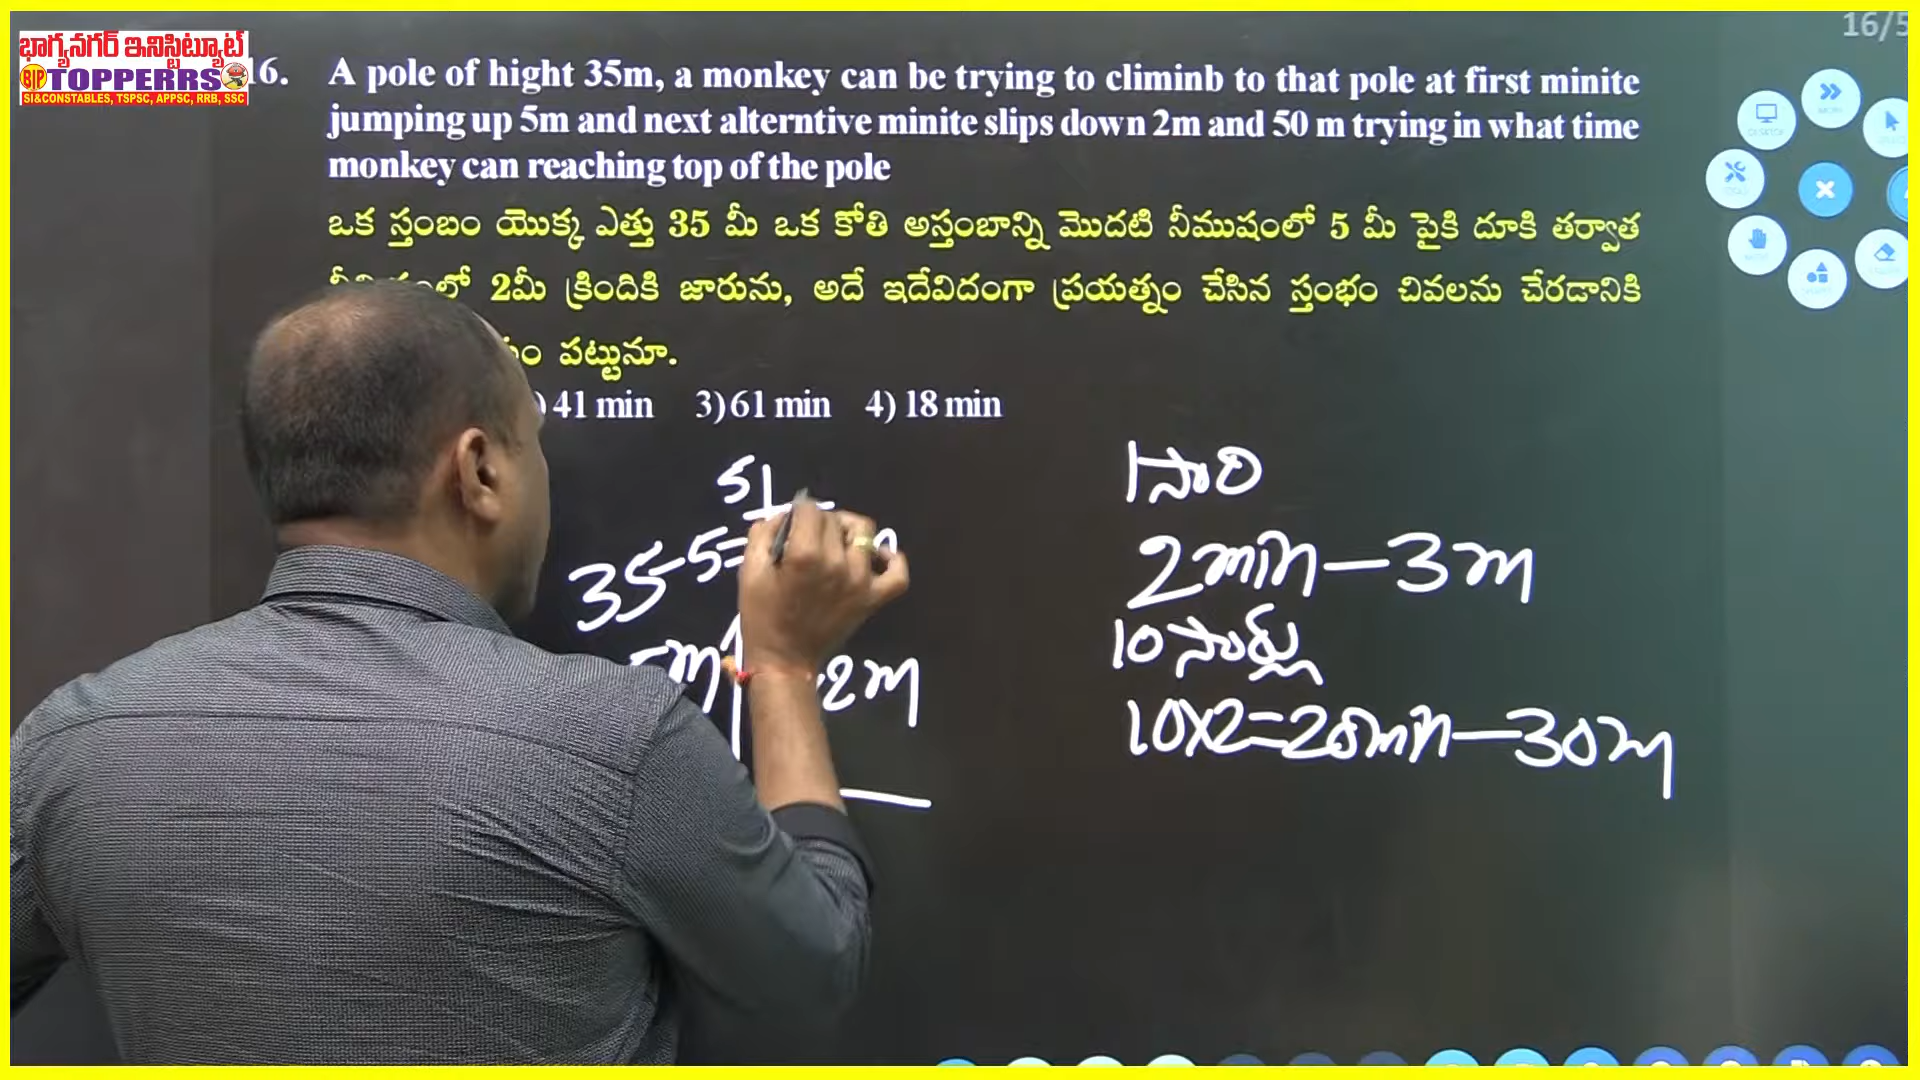 భాగ్యనగర్ ఇనిస్టిట్యూట్
BIP TOPPERRS
SI&CONSTABLES, TSPSC, APPSC, RRB, SSC
16/5
16. A pole of hight 35m, a monkey can be trying to climinb to that pole at first minite
jumping up 5m and next alterntive minite slips down 2m and 50 m trying in what time
monkey can reaching top of the pole
ఒక స్తంబం యొక్క ఎత్తు 35 మీ ఒక కోతి అస్తంబాన్ని మొదటి నీముషంలో 5 మీ పైకి దూకి తర్వాత
2మీ క్రిందికి జారును, అదే ఇదేవిదంగా ప్రయత్నం చేసిన స్తంభం చివలను చేరడానికి
పట్టునూ.
) 41 min 3) 61 min 4) 18 min
5
35-5=
2m
1సారి
2min-3m
10సార్లు
10x2=20min-30m